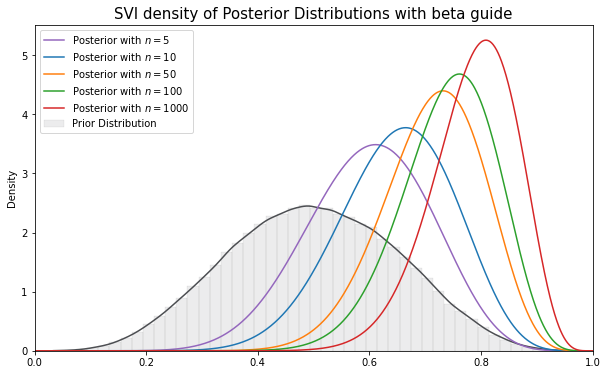 SVI density of Posterior Distributions with beta guide
Posterior with n = 5
Posterior with n = 10
Posterior with n = 50
Posterior with n = 100
Posterior with n = 1000
Prior Distribution
Density
5
4
3
2
1
0
0.0 0.2 0.4 0.6 0.8 1.0